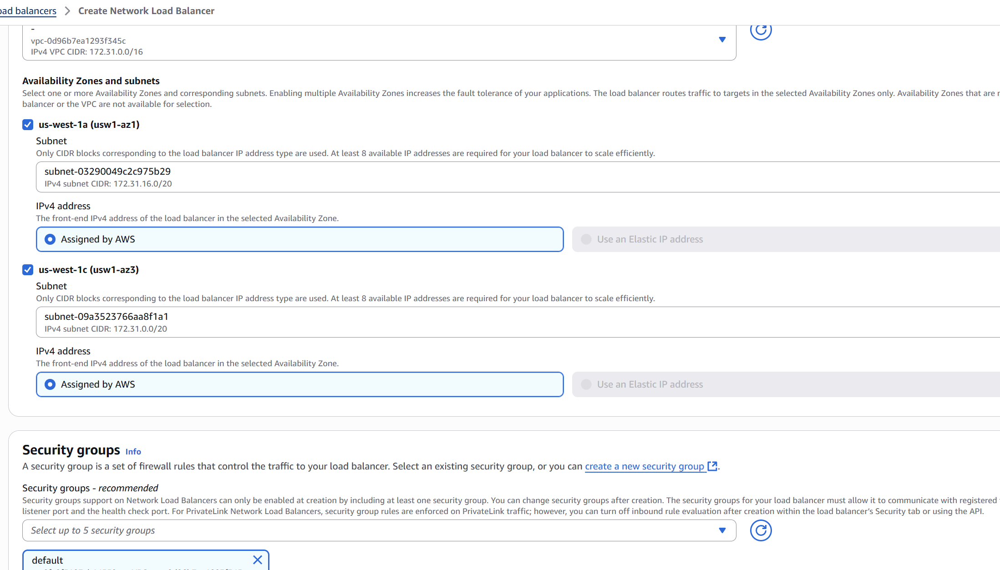 oad balancers > Create Network Load Balancer
-
vpc-0d96b7ea1293f345c
IPv4 VPC CIDR: 172.31.0.0/16
Availability Zones and subnets
Select one or more Availability Zones and corresponding subnets. Enabling multiple Availability Zones increases the fault tolerance of your applications. The load balancer routes traffic to targets in the selected Availability Zones only. Availability Zones that are
balancer or the VPC are not available for selection.
us-west-1a (usw1-az1)
Subnet
Only CIDR blocks corresponding to the load balancer IP address type are used. At least 8 available IP addresses are required for your load balancer to scale efficiently.
subnet-03290049c2c975b29
IPv4 subnet CIDR: 172.31.16.0/20
IPv4 address
The front-end IPv4 address of the load balancer in the selected Availability Zone.
Assigned by AWS
Use an Elastic IP address
us-west-1c (usw1-az3)
Subnet
Only CIDR blocks corresponding to the load balancer IP address type are used. At least 8 available IP addresses are required for your load balancer to scale efficiently.
subnet-09a3523766aa8f1a1
IPv4 subnet CIDR: 172.31.0.0/20
IPv4 address
The front-end IPv4 address of the load balancer in the selected Availability Zone.
Assigned by AWS
Use an Elastic IP address
Security groups Info
A security group is a set of firewall rules that control the traffic to your load balancer. Select an existing security group, or you can create a new security group.
Security groups - recommended
Security groups support on Network Load Balancers can only be enabled at creation by including at least one security group. You can change security groups after creation. The security groups for your load balancer must allow it to communicate with registered
listener port and the health check port. For PrivateLink Network Load Balancers, security group rules are enforced on PrivateLink traffic; however, you can turn off inbound rule evaluation after creation within the load balancer's Security tab or using the API.
Select up to 5 security groups
default